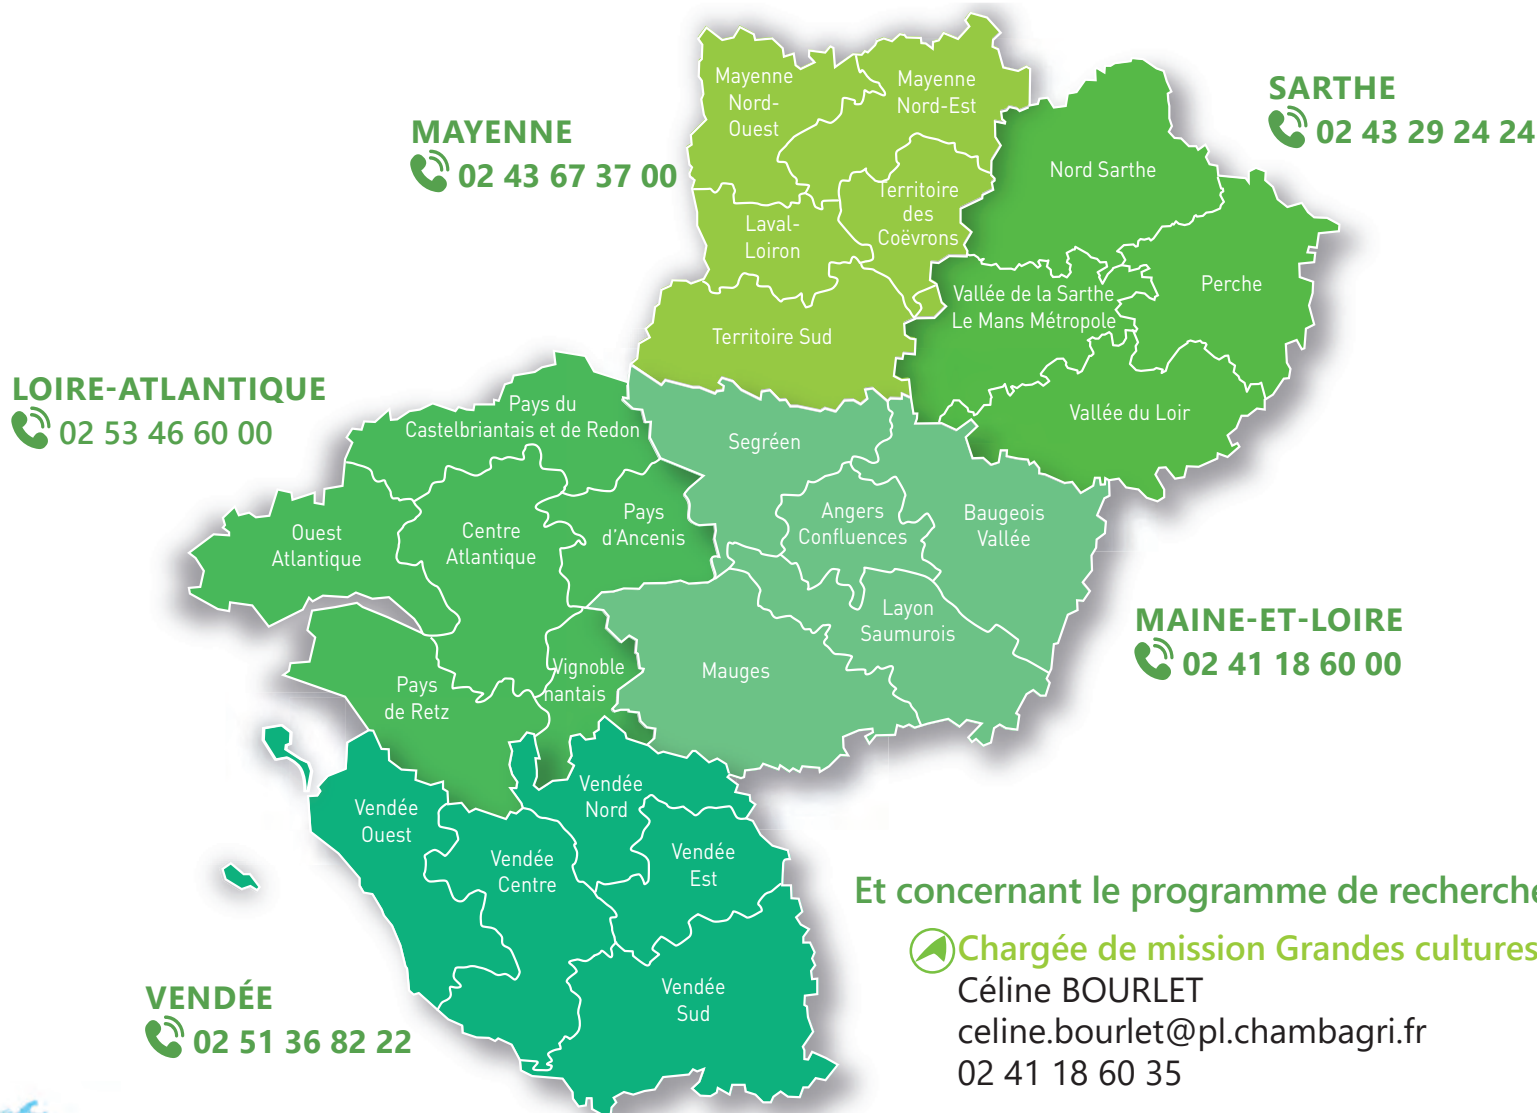 MAYENNE
02 43 67 37 00
SARTHE
02 43 29 24 24
LOIRE-ATLANTIQUE
02 53 46 60 00
MAINE-ET-LOIRE
02 41 18 60 00
VENDÉE
02 51 36 82 22
Mayenne
Nord-
Ouest
Mayenne
Nord-Est
Territoire
des
Coëvrons
Laval-
Loiron
Territoire Sud
Nord Sarthe
Perche
Vallée de la Sarthe
Le Mans Métropole
Vallée du Loir
Pays du
Castelbriantais et de Redon
Ouest
Atlantique
Centre
Atlantique
Pays
d'Ancenis
Pays
de Retz
Vignoble
nantais
Segréen
Angers
Confluences
Baugeois
Vallée
Layon
Saumurois
Mauges
Vendée
Ouest
Vendée
Nord
Vendée
Centre
Vendée
Est
Vendée
Sud
Et concernant le programme de recherche
Chargée de mission Grandes cultures
Céline BOURLET
celine.bourlet@pl.chambagri.fr
02 41 18 60 35